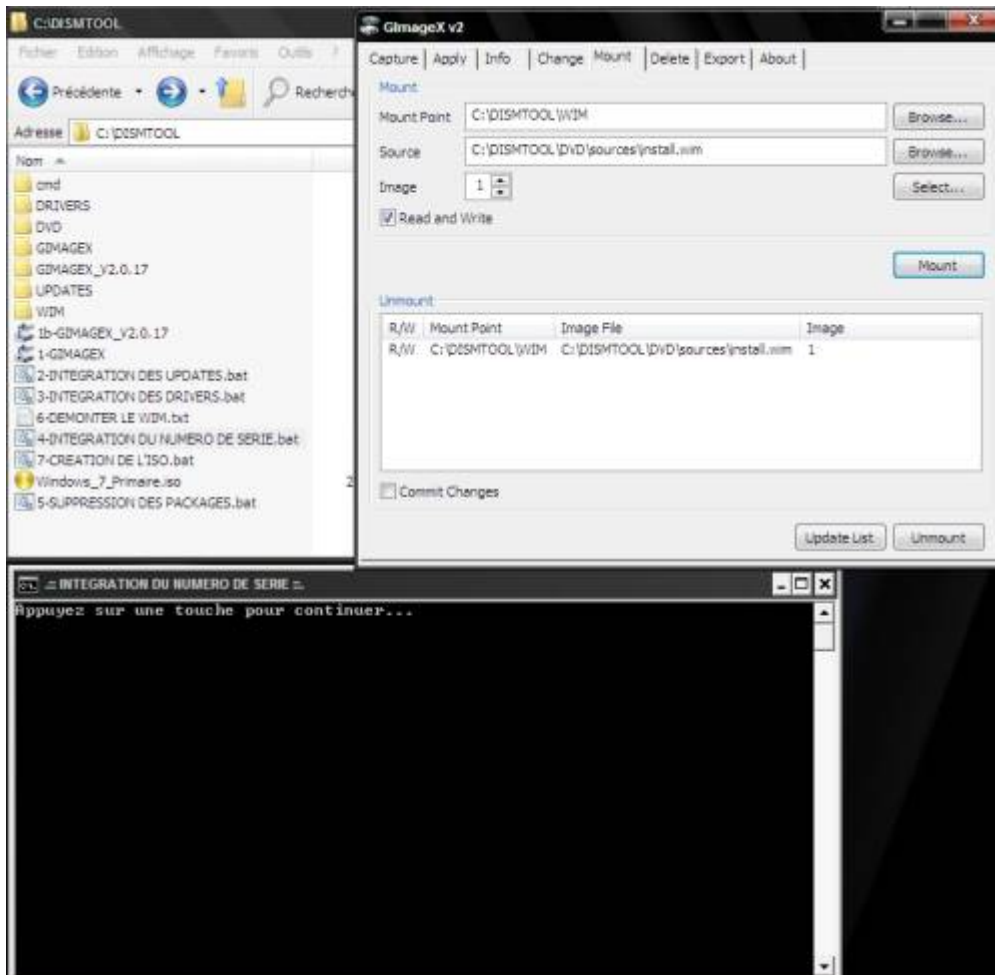 C:\DISMTOOL
Fichier Edition Affichage Favoris Outils ?
Précédente
Adresse C:\DISMTOOL
Nom
cmd
DRIVERS
DVD
GIMAGEX
GIMAGEX_V2.0.17
UPDATES
WIM
1b-GIMAGEX_V2.0.17
1-GIMAGEX
2-INTEGRATION DES UPDATES.bat
3-INTEGRATION DES DRIVERS.bat
6-DEMONTER LE WIM.txt
4-INTEGRATION DU NUMERO DE SERIE.bat
7-CREATION DE L'ISO.bat
Windows_7_Primaire.iso 2
5-SUPPRESSION DES PACKAGES.bat
GImageX v2
Capture Apply Info Change Mount Delete Export About
Mount
Mount Point C:\DISMTOOL\WIM Browse...
Source C:\DISMTOOL\DVD\sources\install.wim Browse...
Image 1 Select...
Read and Write
Mount
Unmount
R/W Mount Point Image File Image
R/W C:\DISMTOOL\WIM C:\DISMTOOL\DVD\sources\install.wim 1
Commit Changes
Update List Unmount
.:: INTEGRATION DU NUMERO DE SERIE ::.
Appuyez sur une touche pour continuer...